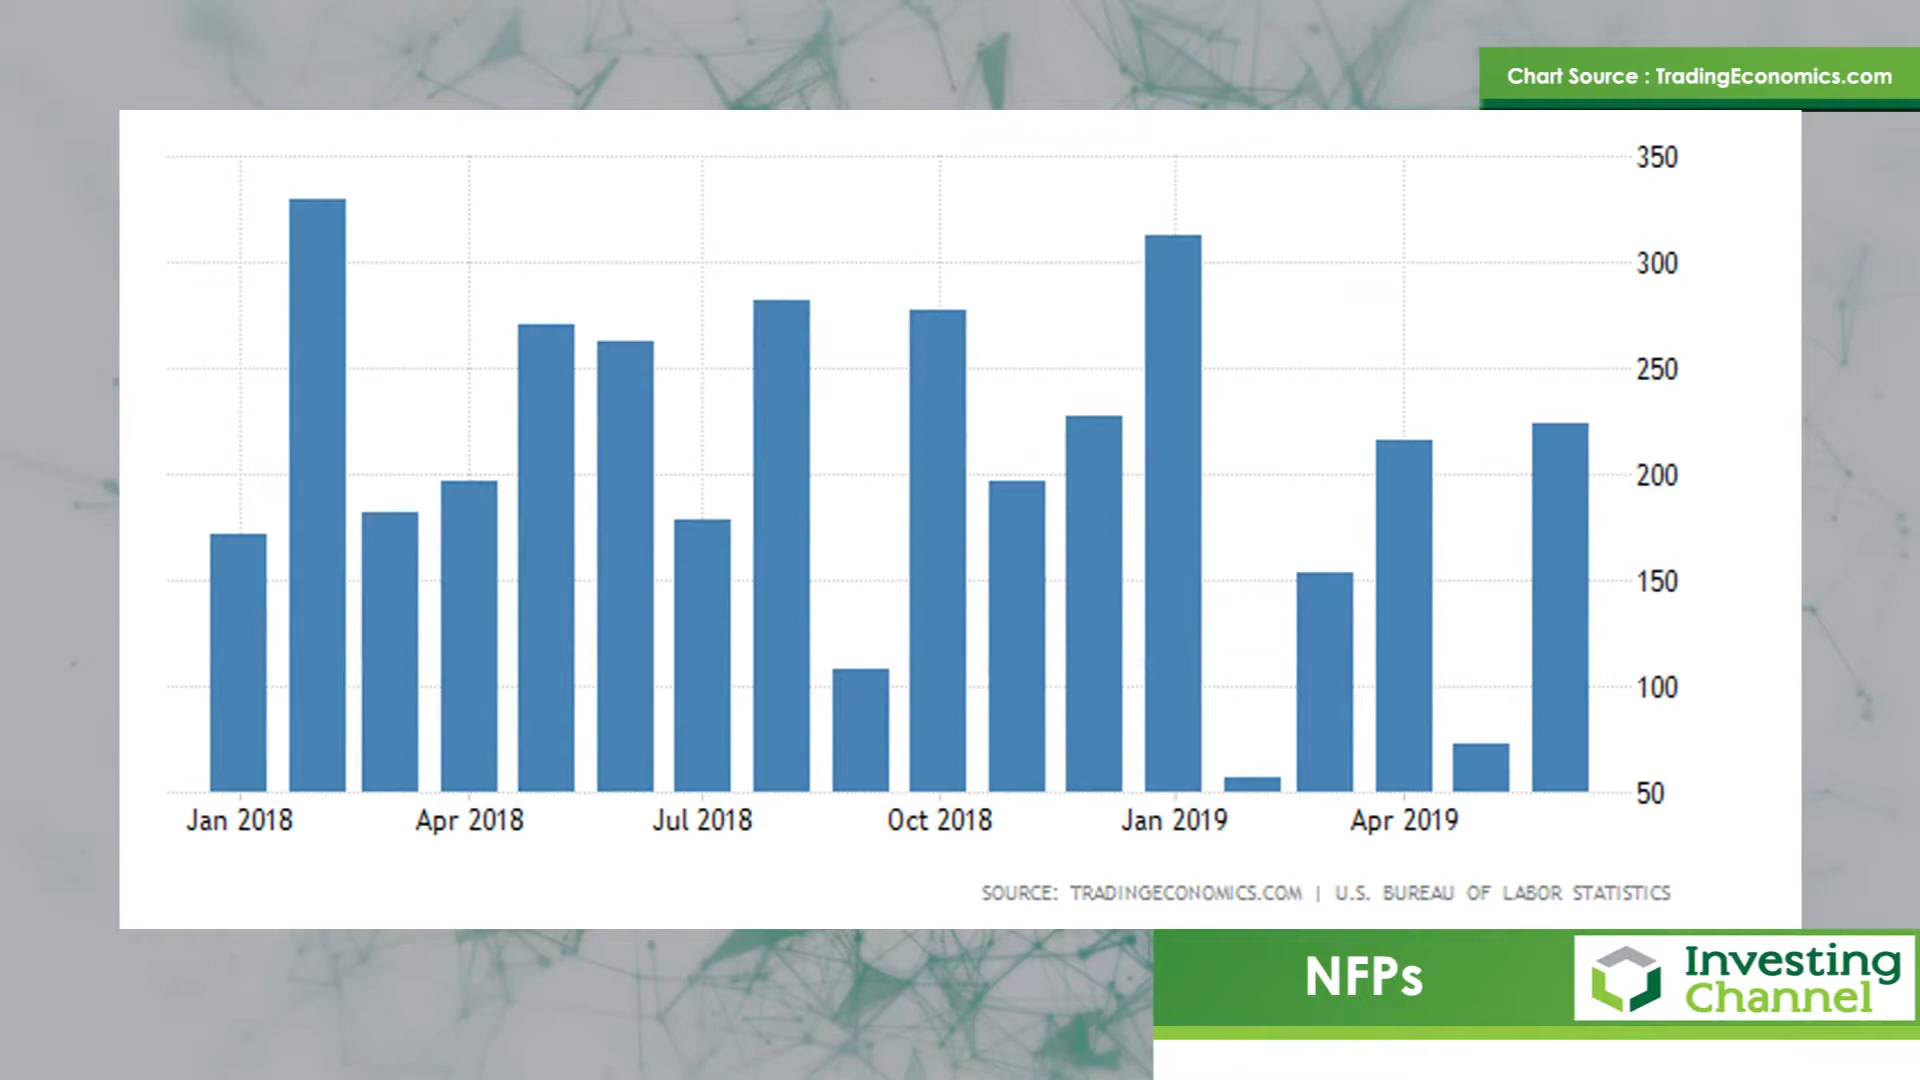 Chart Source : TradingEconomics.com
350
300
250
200
150
100
50
Jan 2018 Apr 2018 Jul 2018 Oct 2018 Jan 2019 Apr 2019
SOURCE: TRADINGECONOMICS.COM | U.S. BUREAU OF LABOR STATISTICS
NFPs
Investing
Channel